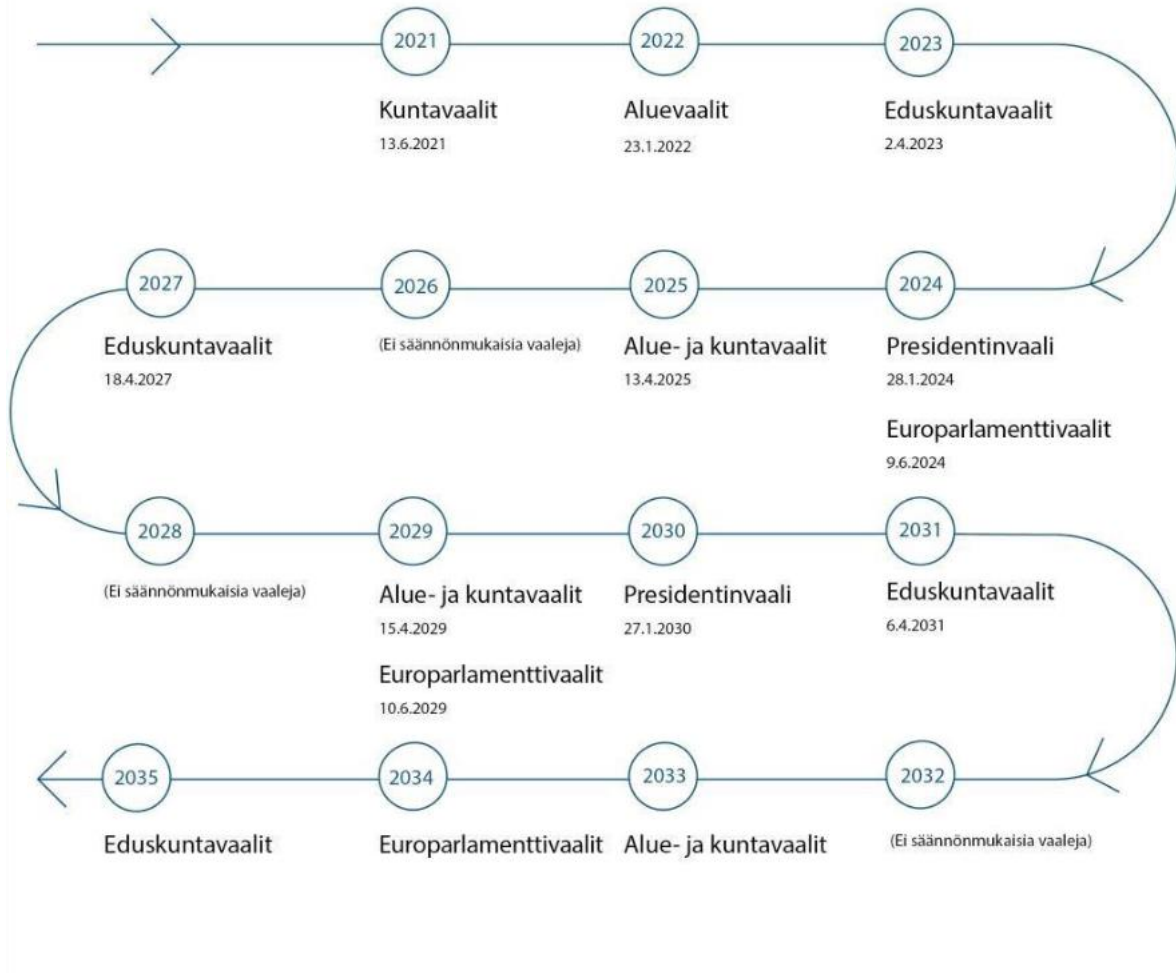 2021
2022
2023
Kuntavaalit
13.6.2021
Aluevaalit
23.1.2022
Eduskuntavaalit
2.4.2023
2027
2026
2025
2024
Eduskuntavaalit
18.4.2027
(Ei säännönmukaisia vaaleja)
Alue- ja kuntavaalit
13.4.2025
Presidentinvaali
28.1.2024
Europarlamenttivaalit
9.6.2024
2028
2029
2030
2031
(Ei säännönmukaisia vaaleja)
Alue- ja kuntavaalit
15.4.2029
Europarlamenttivaalit
10.6.2029
Presidentinvaali
27.1.2030
Eduskuntavaalit
6.4.2031
2035
2034
2033
2032
Eduskuntavaalit
Europarlamenttivaalit
Alue- ja kuntavaalit
(Ei säännönmukaisia vaaleja)